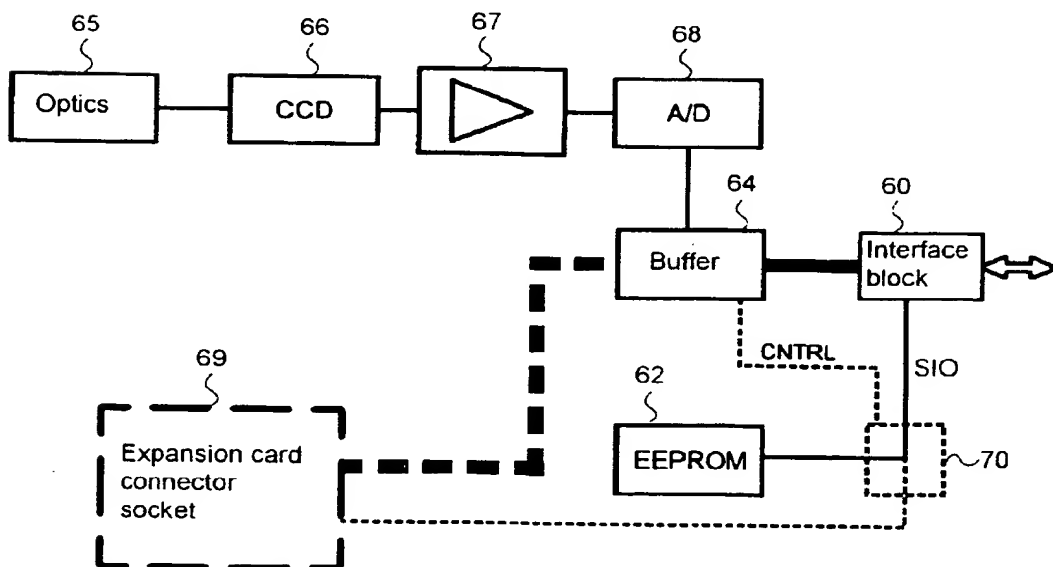 65
66
67
68
Optics
CCD
A/D
64
60
Buffer
Interface
block
CNTRL
SIO
69
62
Expansion card
connector
socket
EEPROM
70